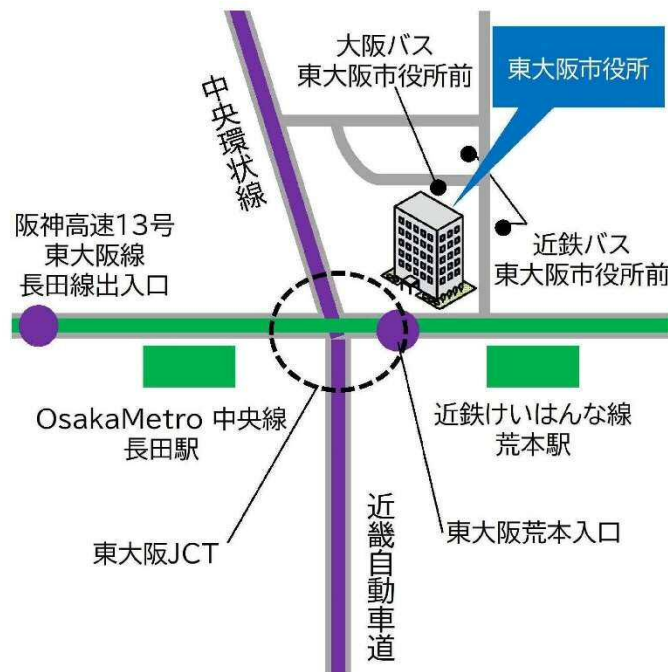 大阪バス
東大阪市役所前
東大阪市役所
中央環状線
阪神高速13号
東大阪線
長田線出入口
近鉄バス
東大阪市役所前
OsakaMetro 中央線
長田駅
近鉄けいはんな線
荒本駅
東大阪JCT
近畿自動車道
東大阪荒本入口